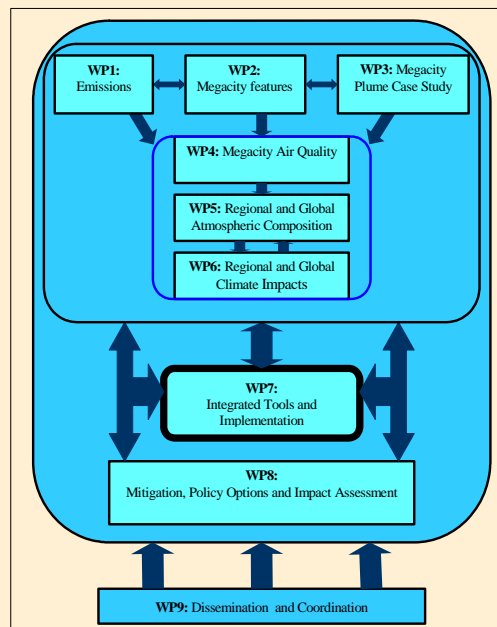 WP1:
Emissions
WP2:
Megacity features
WP3: Megacity
Plume Case Study
WP4: Megacity Air Quality
WP5: Regional and Global
Atmospheric Composition
WP6: Regional and Global
Climate Impacts
WP7:
Integrated Tools and
Implementation
WP8:
Mitigation, Policy Options and Impact Assessment
WP9: Dissemination and Coordination